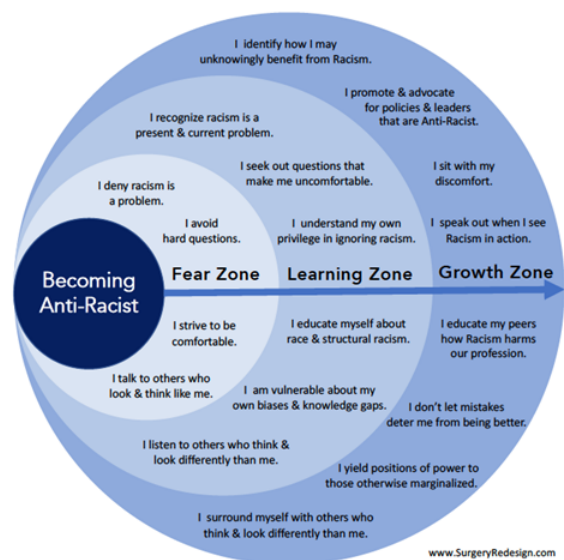 I identify how I may
unknowingly benefit from Racism.
I promote & advocate
for policies & leaders
that are Anti-Racist.
I recognize racism is a
present & current problem.
I seek out questions that
make me uncomfortable.
I sit with my
discomfort.
I deny racism is
a problem.
I avoid
hard questions.
I understand my own
privilege in ignoring racism.
I speak out when I see
Racism in action.
Becoming
Anti-Racist
Fear Zone
Learning Zone
Growth Zone
I strive to be
comfortable.
I educate myself about
race & structural racism.
I educate my peers
how Racism harms
our profession.
I talk to others who
look & think like me.
I am vulnerable about my
own biases & knowledge gaps.
I don't let mistakes
deter me from being better.
I listen to others who think &
look differently than me.
I yield positions of power to
those otherwise marginalized.
I surround myself with others who
think & look differently than me.
www.SurgeryRedesign.com